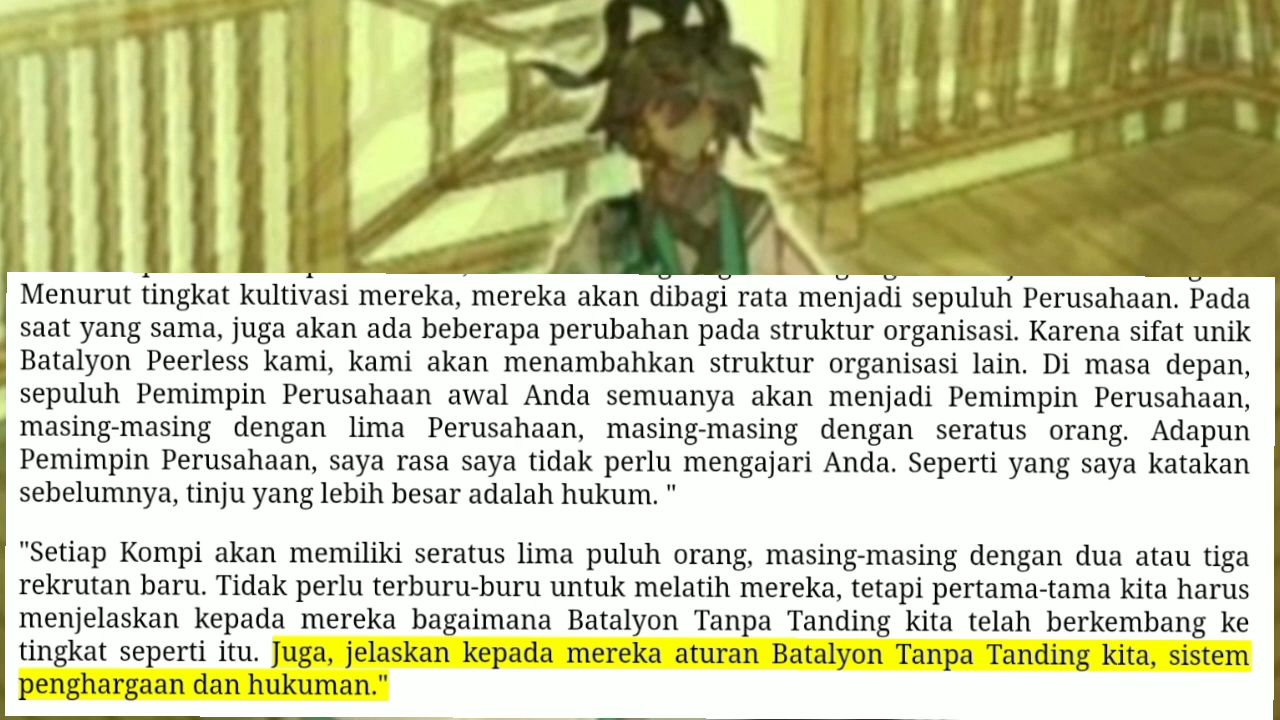 Menurut tingkat kultivasi mereka, mereka akan dibagi rata menjadi sepuluh Perusahaan. Pada
saat yang sama, juga akan ada beberapa perubahan pada struktur organisasi. Karena sifat unik
Batalyon Peerless kami, kami akan menambahkan struktur organisasi lain. Di masa depan,
sepuluh Pemimpin Perusahaan awal Anda semuanya akan menjadi Pemimpin Perusahaan,
masing-masing dengan lima Perusahaan, masing-masing dengan seratus orang. Adapun
Pemimpin Perusahaan, saya rasa saya tidak perlu mengajari Anda. Seperti yang saya katakan
sebelumnya, tinju yang lebih besar adalah hukum. "
"Setiap Kompi akan memiliki seratus lima puluh orang, masing-masing dengan dua atau tiga
rekrutan baru. Tidak perlu terburu-buru untuk melatih mereka, tetapi pertama-tama kita harus
menjelaskan kepada mereka bagaimana Batalyon Tanpa Tanding kita telah berkembang ke
tingkat seperti itu. Juga, jelaskan kepada mereka aturan Batalyon Tanpa Tanding kita, sistem
penghargaan dan hukuman."